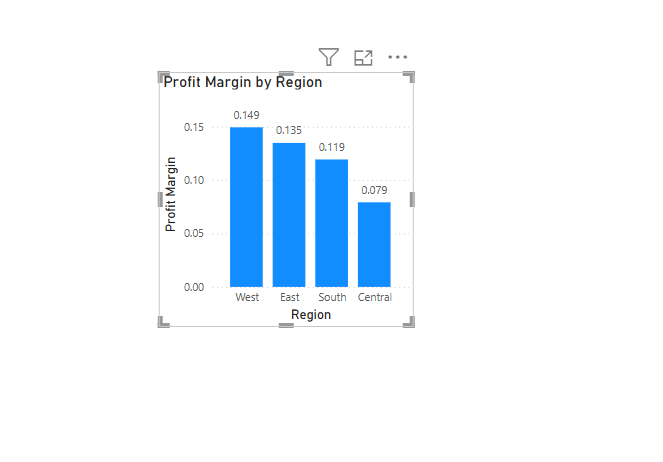 Profit Margin by Region
0.149
0.135
0.119
0.079
0.15
0.10
0.05
0.00
Profit Margin
West East South Central
Region